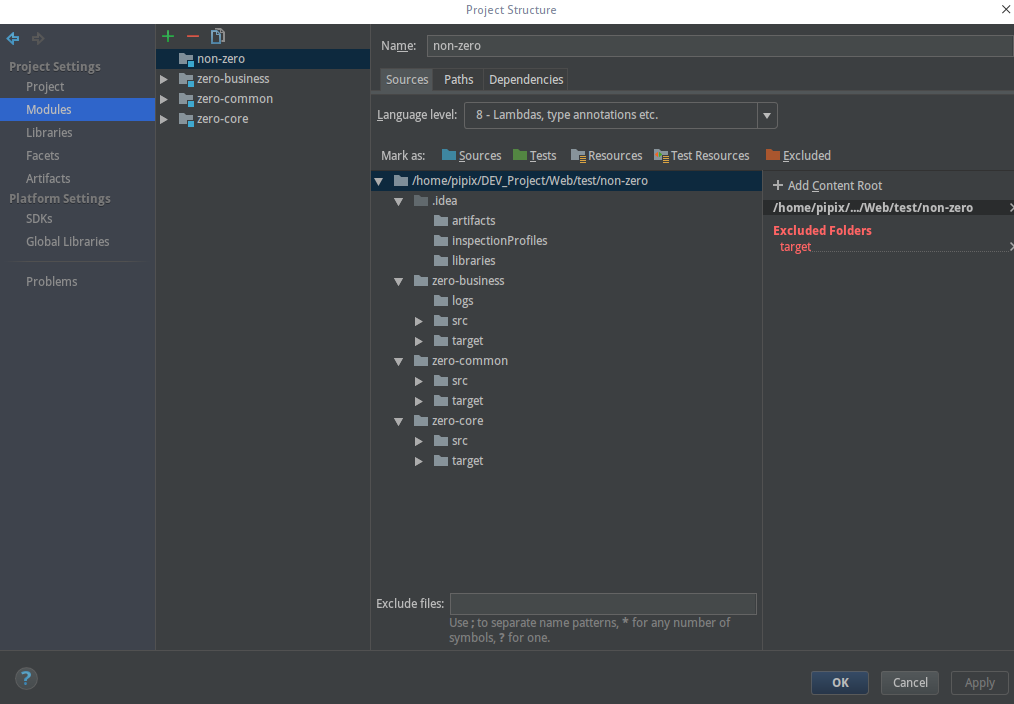 Project Structure
Project Settings
Project
Modules
Libraries
Facets
Artifacts
Platform Settings
SDKs
Global Libraries
Problems
non-zero
zero-business
zero-common
zero-core
Name: non-zero
Sources Paths Dependencies
Language level: 8 - Lambdas, type annotations etc.
Mark as: Sources Tests Resources Test Resources Excluded
/home/pipix/DEV_Project/Web/test/non-zero
.idea
artifacts
inspectionProfiles
libraries
zero-business
logs
src
target
zero-common
src
target
zero-core
src
target
+ Add Content Root
/home/pipix/.../Web/test/non-zero
Excluded Folders
target
Exclude files:
Use ; to separate name patterns, * for any number of
symbols, ? for one.
?
OK Cancel Apply